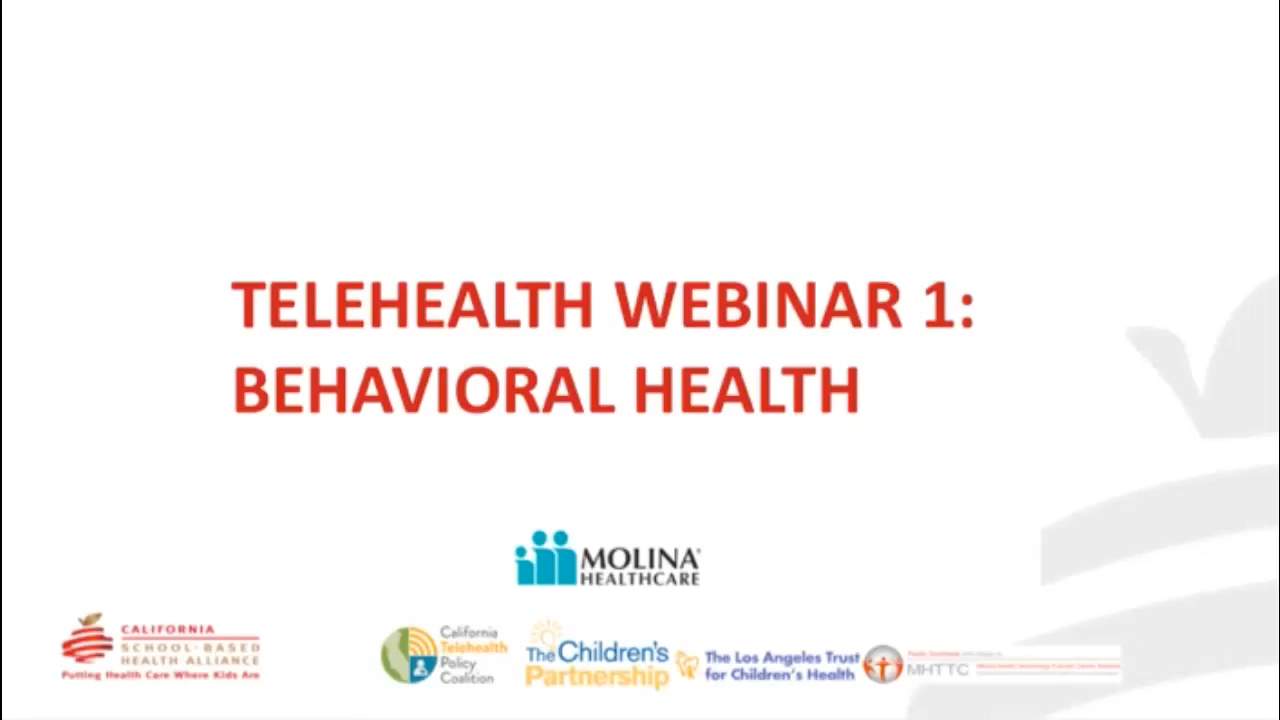 TELEHEALTH WEBINAR 1:
BEHAVIORAL HEALTH
MOLINA®
HEALTHCARE
CALIFORNIA
SCHOOL-BASED
HEALTH ALLIANCE
Putting Health Care Where Kids Are
California
Telehealth
Policy
Coalition
The Children's
Partnership
The Los Angeles Trust
for Children's Health
MHTTC